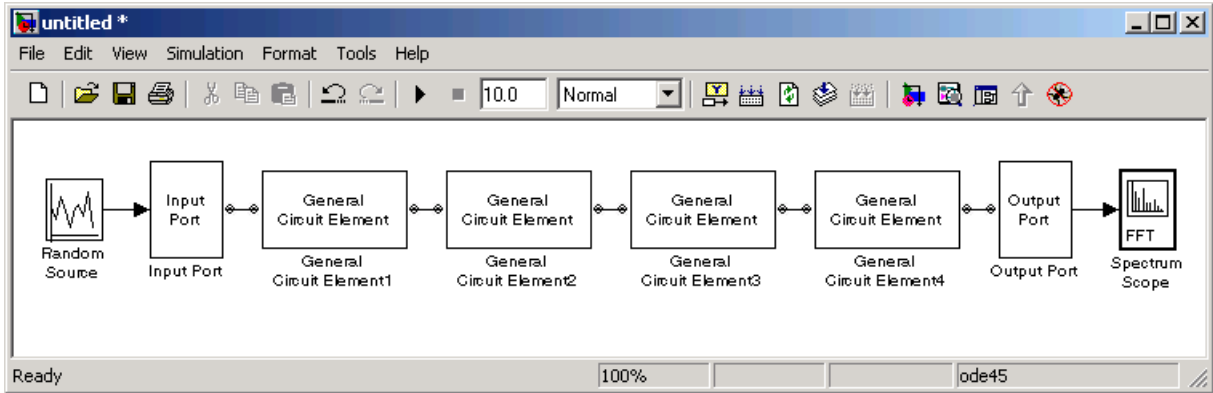 untitled *
File Edit View Simulation Format Tools Help
10.0 Normal
Input
Port
General
Circuit Element
General
Circuit Element
General
Circuit Element
General
Circuit Element
Output
Port
FFT
Random
Source
Input Port
General
Circuit Element1
General
Circuit Element2
General
Circuit Element3
General
Circuit Element4
Output Port
Spectrum
Scope
Ready 100% ode45